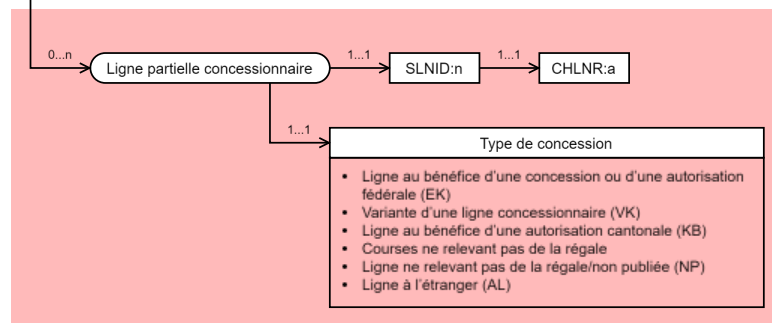 0...n
Ligne partielle concessionnaire
1...1
SLNID:n
1...1
CHLNR:a
1...1
Type de concession
• Ligne au bénéfice d'une concession ou d'une autorisation
fédérale (EK)
• Variante d'une ligne concessionnaire (VK)
• Ligne au bénéfice d'une autorisation cantonale (KB)
• Courses ne relevant pas de la régale
• Ligne ne relevant pas de la régale/non publiée (NP)
• Ligne à l'étranger (AL)